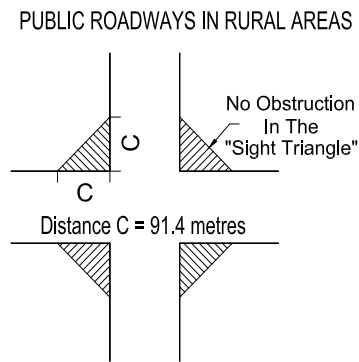 PUBLIC ROADWAYS IN RURAL AREAS
No Obstruction
In The
"Sight Triangle"
C
C
Distance C = 91.4 metres